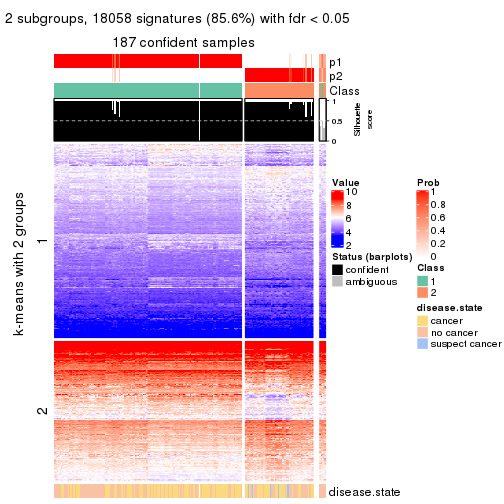 2 subgroups, 18058 signatures (85.6%) with fdr < 0.05
187 confident samples
p1
p2
Class
1
0.5
0
Silhouette
score
k-means with 2 groups
1
2
disease.state
Value
10
8
6
4
2
Status (barplots)
confident
ambiguous
Prob
1
0.8
0.6
0.4
0.2
0
Class
1
2
disease.state
cancer
no cancer
suspect cancer